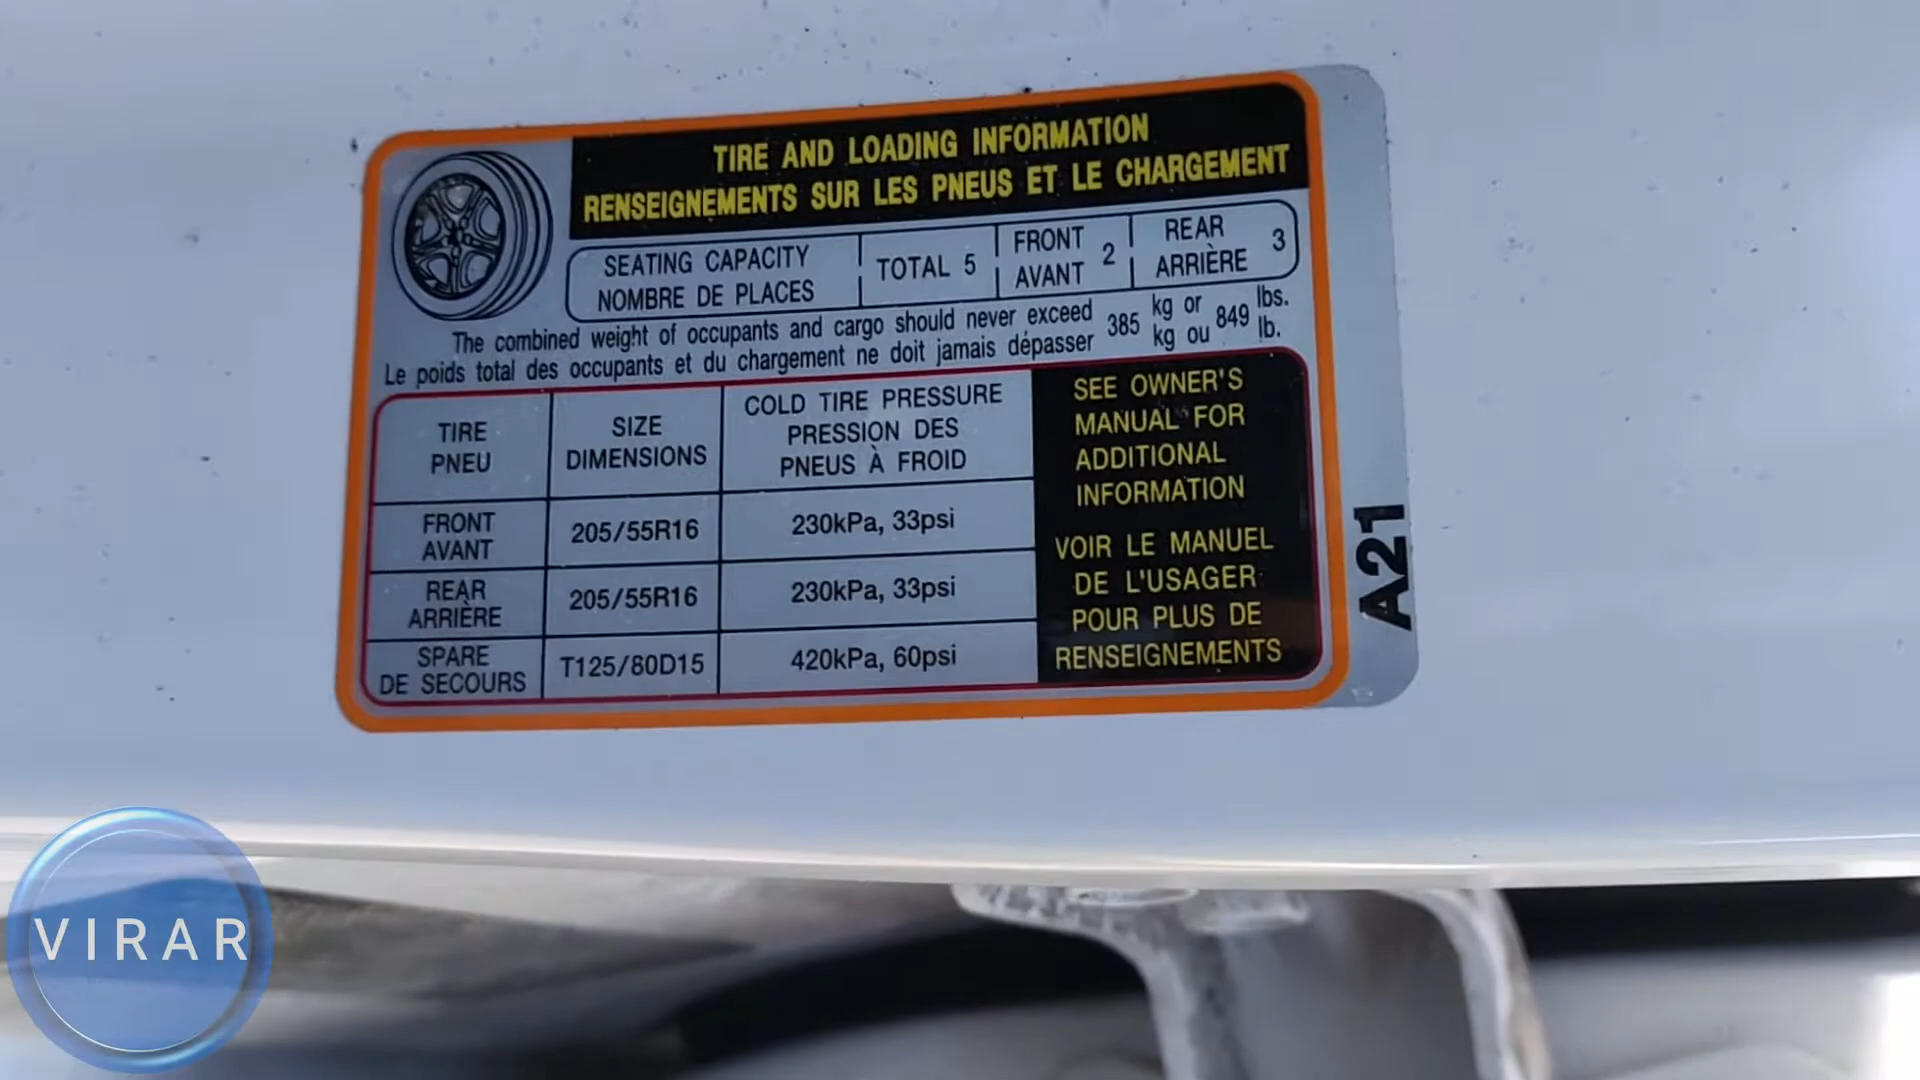 TIRE AND LOADING INFORMATION
RENSEIGNEMENTS SUR LES PNEUS ET LE CHARGEMENT
SEATING CAPACITY
NOMBRE DE PLACES
TOTAL 5
FRONT
AVANT
2
REAR
ARRIÈRE
3
The combined weight of occupants and cargo should never exceed 385 kg or 849 lbs.
Le poids total des occupants et du chargement ne doit jamais dépasser kg ou lb.
TIRE
PNEU
SIZE
DIMENSIONS
COLD TIRE PRESSURE
PRESSION DES
PNEUS À FROID
FRONT
AVANT
205/55R16
230kPa, 33psi
REAR
ARRIÈRE
205/55R16
230kPa, 33psi
SPARE
DE SECOURS
T125/80D15
420kPa, 60psi
SEE OWNER'S
MANUAL FOR
ADDITIONAL
INFORMATION
VOIR LE MANUEL
DE L'USAGER
POUR PLUS DE
RENSEIGNEMENTS
A21
VIRAR